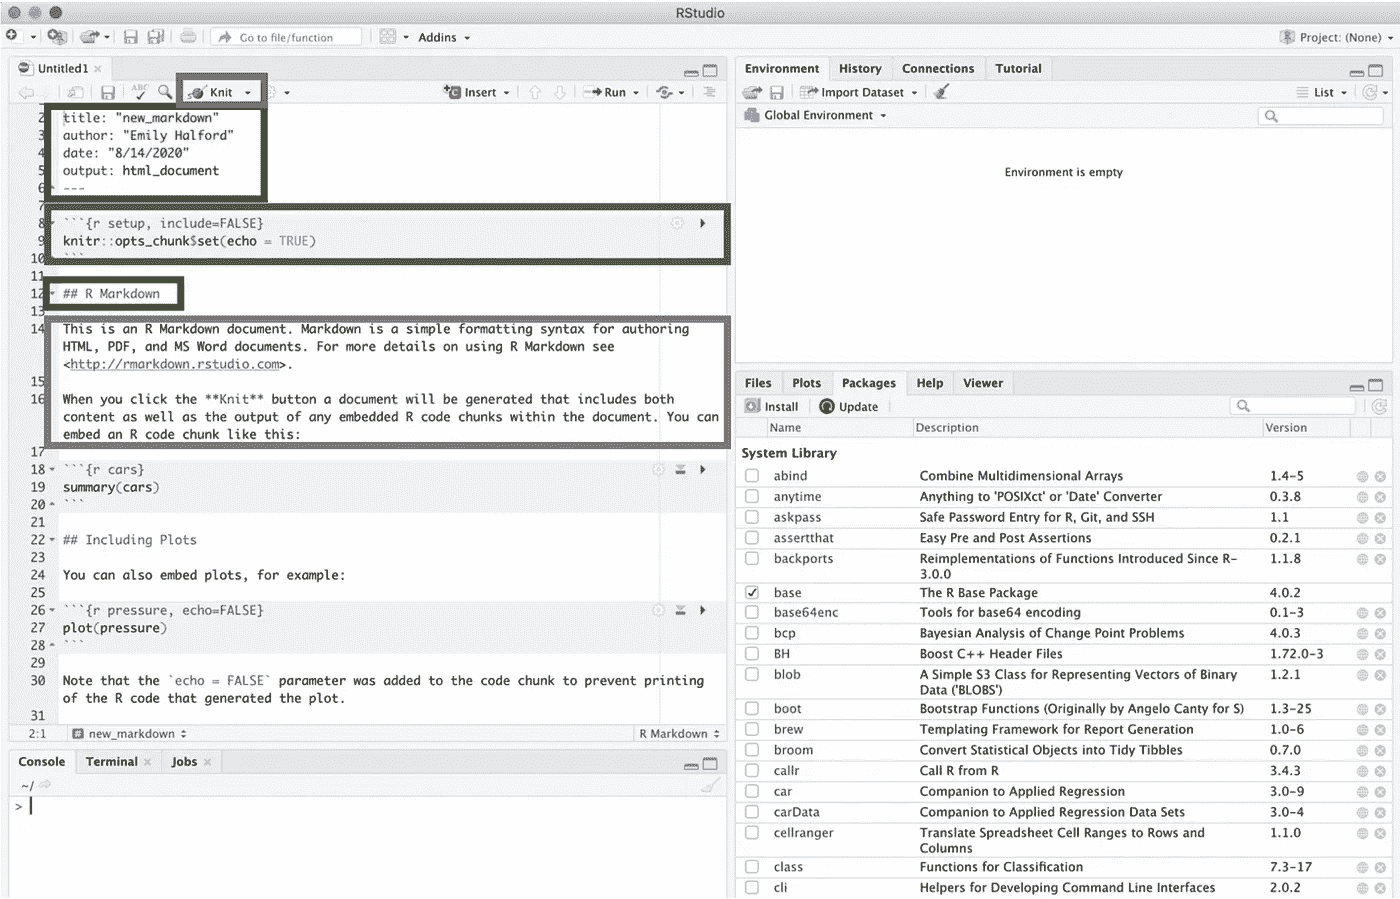 RStudio
Go to file/function
Addins
Project: (None)
Untitled1
ABC
Knit
Insert
Run
2 title: "new_markdown"
3 author: "Emily Halford"
4 date: "8/14/2020"
5 output: html_document
6 ---
7
8 ```{r setup, include=FALSE}
9 knitr::opts_chunk$set(echo = TRUE)
10 ```
11
12 ## R Markdown
13
14 This is an R Markdown document. Markdown is a simple formatting syntax for authoring
HTML, PDF, and MS Word documents. For more details on using R Markdown see
<http://rmarkdown.rstudio.com>.
15
16 When you click the **Knit** button a document will be generated that includes both
content as well as the output of any embedded R code chunks within the document. You can
embed an R code chunk like this:
17
18 ```{r cars}
19 summary(cars)
20 ```
21
22 ## Including Plots
23
24 You can also embed plots, for example:
25
26 ```{r pressure, echo=FALSE}
27 plot(pressure)
28 ```
29
30 Note that the `echo = FALSE` parameter was added to the code chunk to prevent printing
of the R code that generated the plot.
31
2:1 # new_markdown R Markdown
Console Terminal Jobs
~/
>
Environment History Connections Tutorial
Import Dataset List
Global Environment
Environment is empty
Files Plots Packages Help Viewer
Install Update
Name Description Version
System Library
abind Combine Multidimensional Arrays 1.4-5
anytime Anything to 'POSIXct' or 'Date' Converter 0.3.8
askpass Safe Password Entry for R, Git, and SSH 1.1
assertthat Easy Pre and Post Assertions 0.2.1
backports Reimplementations of Functions Introduced Since R- 1.1.8
3.0.0
base The R Base Package 4.0.2
base64enc Tools for base64 encoding 0.1-3
bcp Bayesian Analysis of Change Point Problems 4.0.3
BH Boost C++ Header Files 1.72.0-3
blob A Simple S3 Class for Representing Vectors of Binary 1.2.1
Data ('BLOBS')
boot Bootstrap Functions (Originally by Angelo Canty for S) 1.3-25
brew Templating Framework for Report Generation 1.0-6
broom Convert Statistical Objects into Tidy Tibbles 0.7.0
callr Call R from R 3.4.3
car Companion to Applied Regression 3.0-9
carData Companion to Applied Regression Data Sets 3.0-4
cellranger Translate Spreadsheet Cell Ranges to Rows and 1.1.0
Columns
class Functions for Classification 7.3-17
cli Helpers for Developing Command Line Interfaces 2.0.2